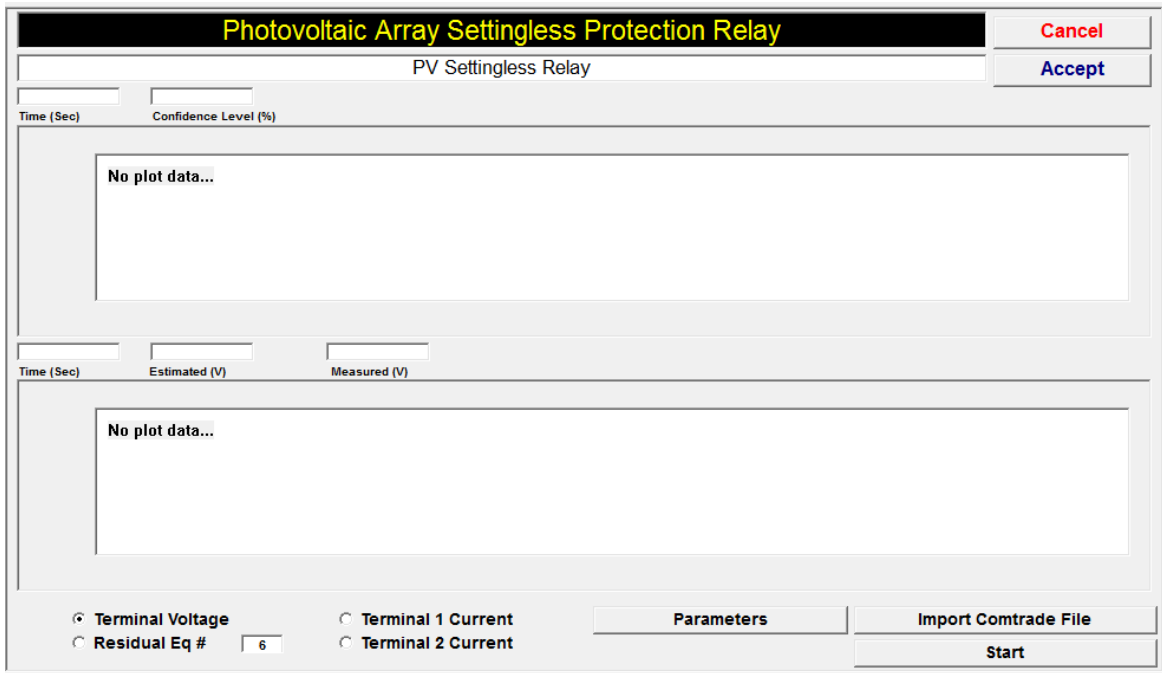 Photovoltaic Array Settingless Protection Relay
Cancel
PV Settingless Relay
Accept
Time (Sec)
Confidence Level (%)
No plot data...
Time (Sec)
Estimated (V)
Measured (V)
No plot data...
Terminal Voltage
Terminal 1 Current
Parameters
Import Comtrade File
Residual Eq #
6
Terminal 2 Current
Start